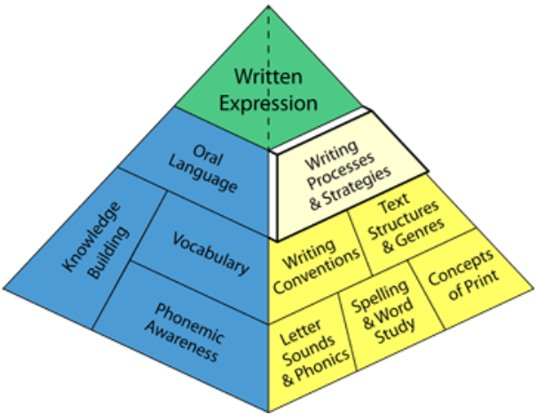 Written
Expression
Oral
Language
Writing
Processes
& Strategies
Knowledge
Building
Vocabulary
Phonemic
Awareness
Writing
Conventions
Text
Structures
& Genres
Letter
Sounds
& Phonics
Spelling
& Word
Study
Concepts
of Print